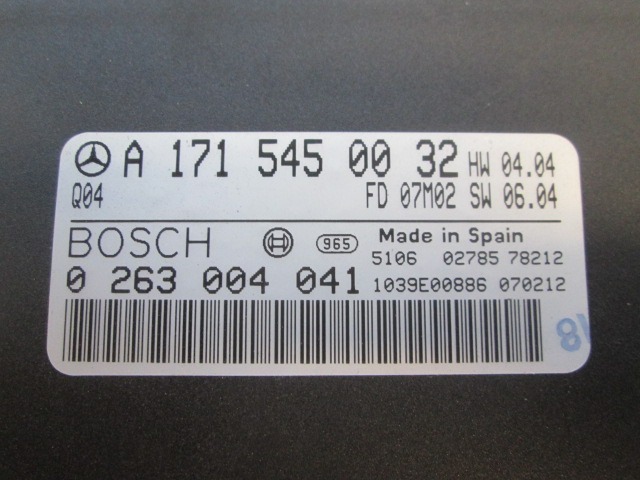 A 171 545 00 32 HW 04.04
Q04 FD 07M02 SW 06.04
BOSCH 965 Made in Spain
5106 02785 78212
0 263 004 041 1039E00886 070212
8